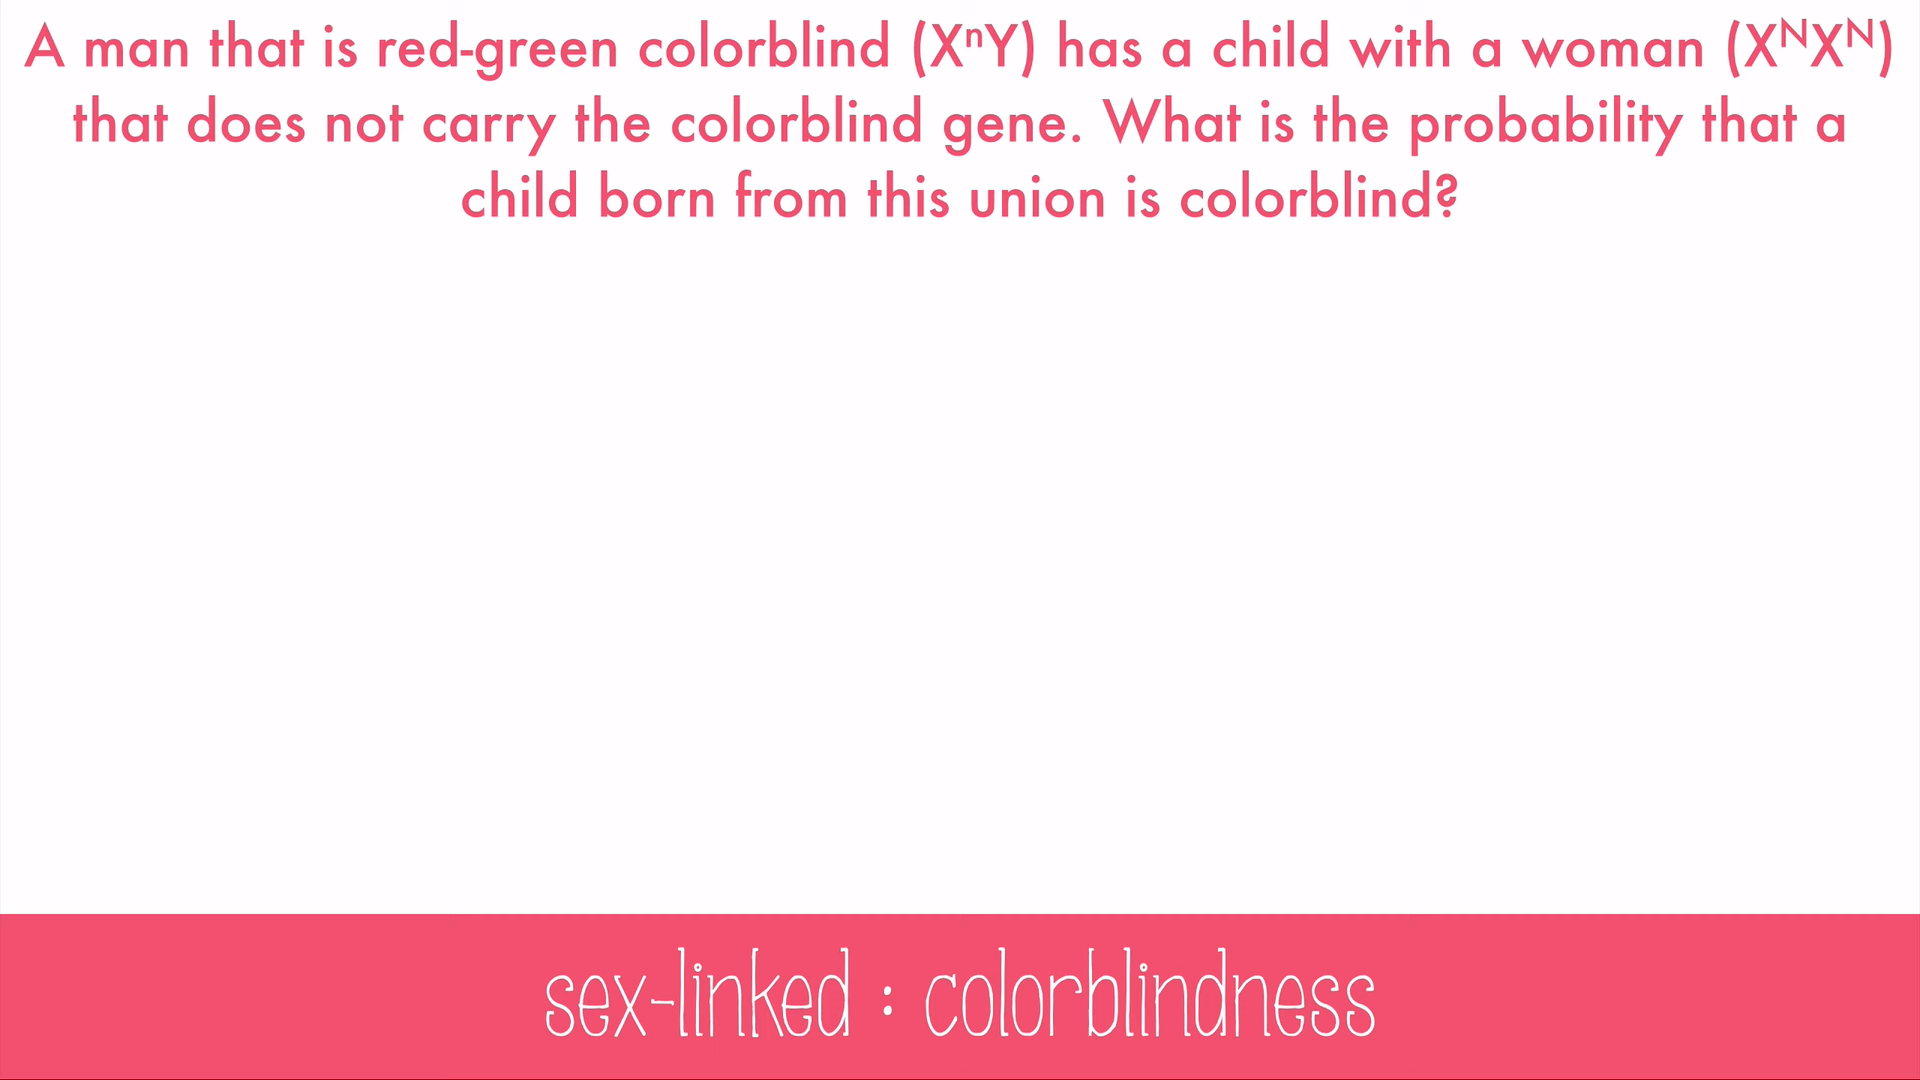 A man that is red-green colorblind (XⁿY) has a child with a woman (XᴺXᴺ)
that does not carry the colorblind gene. What is the probability that a
child born from this union is colorblind?
sex-linked : colorblindness